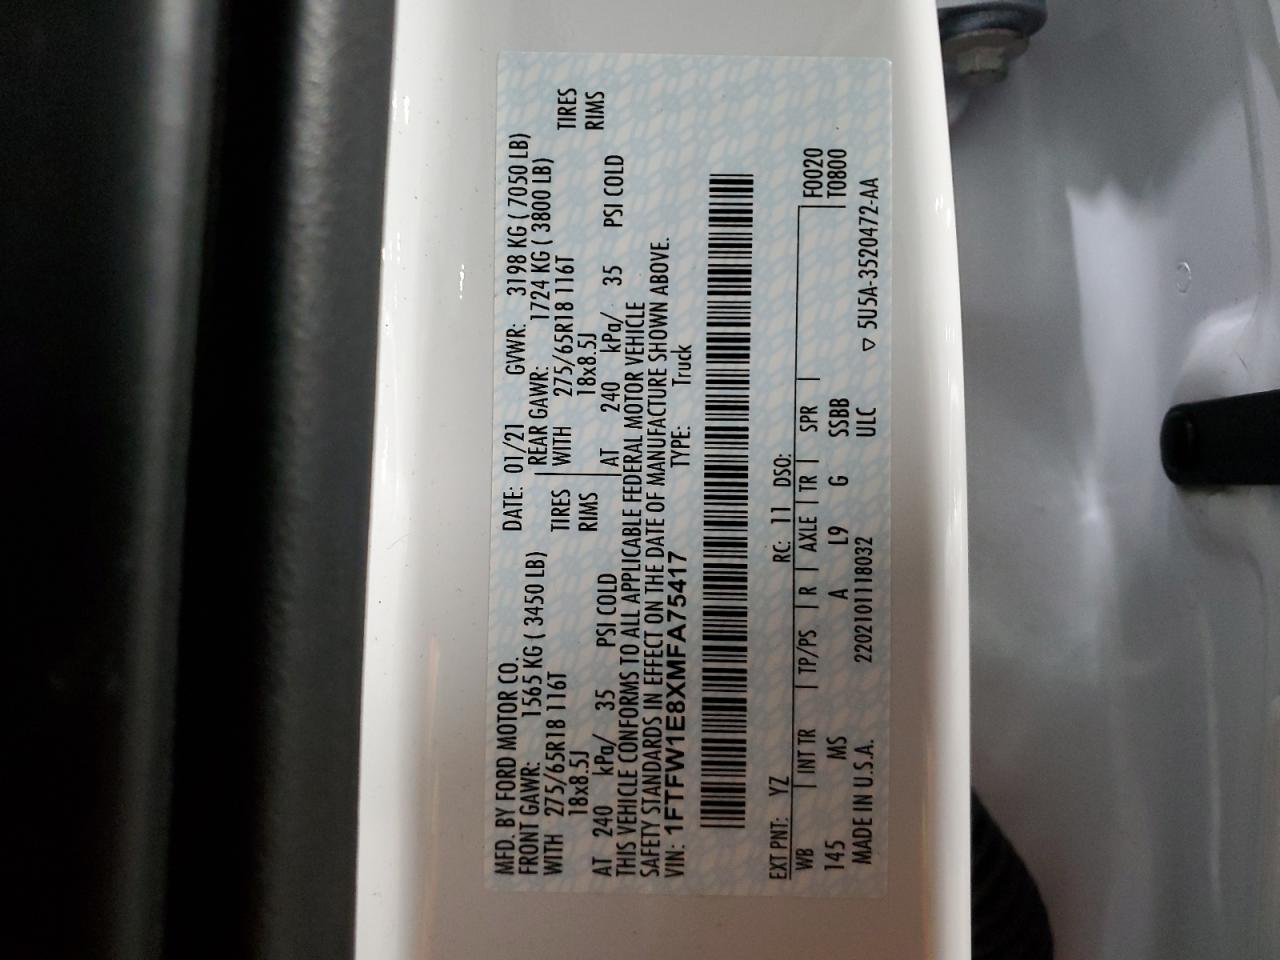 MFD. BY FORD MOTOR CO. DATE: 01/21 GVWR: 3198 KG ( 7050 LB)
FRONT GAWR: 1565 KG ( 3450 LB) REAR GAWR: 1724 KG ( 3800 LB)
WITH 275/65R18 116T TIRES WITH 275/65R18 116T TIRES
18x8.5J RIMS 18x8.5J RIMS
AT 240 kPa/ 35 PSI COLD AT 240 kPa/ 35 PSI COLD
THIS VEHICLE CONFORMS TO ALL APPLICABLE FEDERAL MOTOR VEHICLE
SAFETY STANDARDS IN EFFECT ON THE DATE OF MANUFACTURE SHOWN ABOVE.
VIN: 1FTFW1E8XMFA75417 TYPE: Truck
EXT PNT: YZ RC: 11 DSO:
WB INT TR TP/PS R AXLE TR SPR F0020
145 MS A L9 G SSBB T0800
MADE IN U.S.A. 2202101118032 ULC ▽ 5U5A-3520472-AA